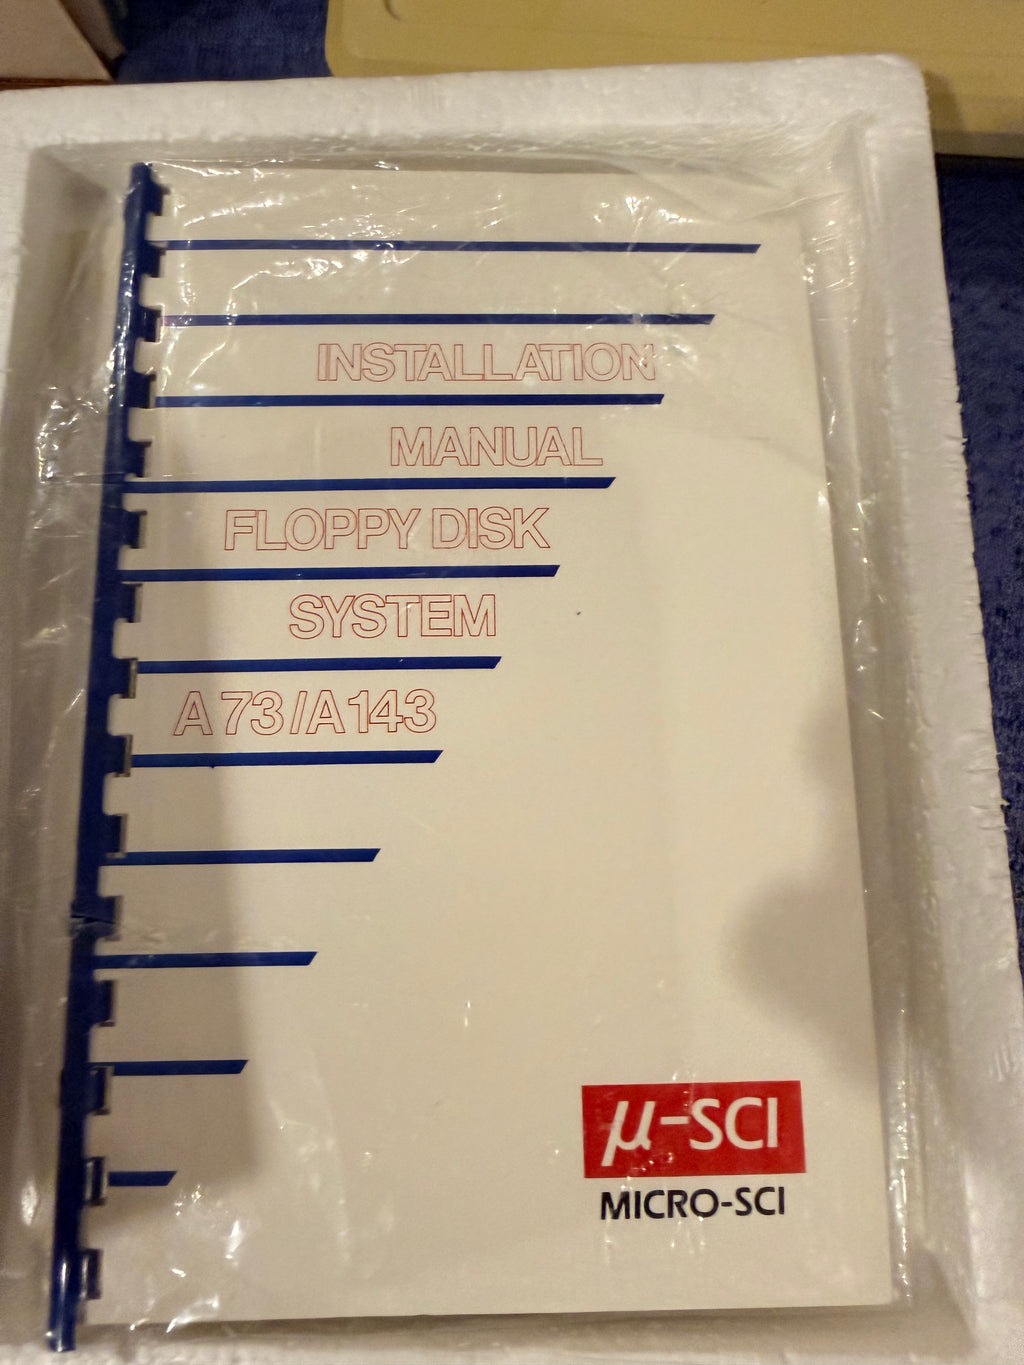 INSTALLATION
MANUAL
FLOPPY DISK
SYSTEM
A73/A143
μ-SCI
MICRO-SCI